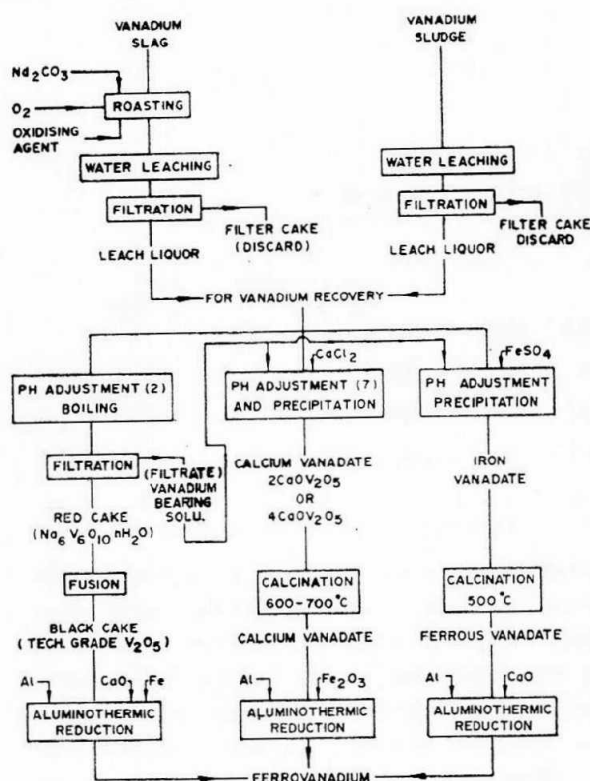 VANADIUM
SLAG
VANADIUM
SLUDGE
Nd₂CO₃
O₂
ROASTING
OXIDISING
AGENT
WATER LEACHING
WATER LEACHING
FILTRATION
FILTRATION
FILTER CAKE
(DISCARD)
FILTER CAKE
DISCARD
LEACH LIQUOR
LEACH LIQUOR
FOR VANADIUM RECOVERY
CaCl₂
FeSO₄
PH ADJUSTMENT (2)
BOILING
PH ADJUSTMENT (7)
AND PRECIPITATION
PH ADJUSTMENT
PRECIPITATION
FILTRATION
(FILTRATE)
VANADIUM
BEARING
SOLU.
CALCIUM VANADATE
2CaOV₂O₅
OR
4CaOV₂O₅
IRON
VANADATE
RED CAKE
(Na₆V₆O₁₀nH₂O)
FUSION
CALCINATION
600-700°C
CALCINATION
500°C
BLACK CAKE
(TECH. GRADE V₂O₅)
CALCIUM VANADATE
FERROUS VANADATE
Al
CaO
Fe
Al
Fe₂O₃
Al
CaO
ALUMINOTHERMIC
REDUCTION
ALUMINOTHERMIC
REDUCTION
ALUMINOTHERMIC
REDUCTION
FERROVANADIUM